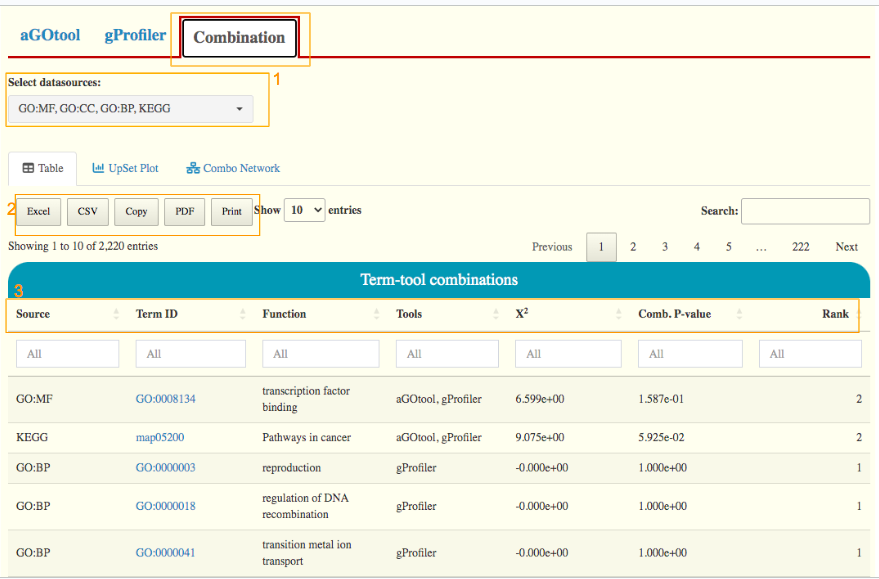 aGOtool gProfiler Combination
1
Select datasources:
GO:MF, GO:CC, GO:BP, KEGG
Table UpSet Plot Combo Network
2 Excel CSV Copy PDF Print Show 10 entries Search:
Showing 1 to 10 of 2,220 entries Previous 1 2 3 4 5 … 222 Next
Term-tool combinations
3
Source Term ID Function Tools X² Comb. P-value Rank
All All All All All All All
GO:MF GO:0008134 transcription factor binding aGOtool, gProfiler 6.599e+00 1.587e-01 2
KEGG map05200 Pathways in cancer aGOtool, gProfiler 9.075e+00 5.925e-02 2
GO:BP GO:0000003 reproduction gProfiler -0.000e+00 1.000e+00 1
GO:BP GO:0000018 regulation of DNA recombination gProfiler -0.000e+00 1.000e+00 1
GO:BP GO:0000041 transition metal ion transport gProfiler -0.000e+00 1.000e+00 1